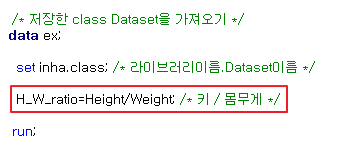 /* 저장한 class Dataset을 가져오기 */
data ex;
set inha.class; /* 라이브러리이름.Dataset이름 */
H_W_ratio=Height/Weight; /* 키 / 몸무게 */
run;